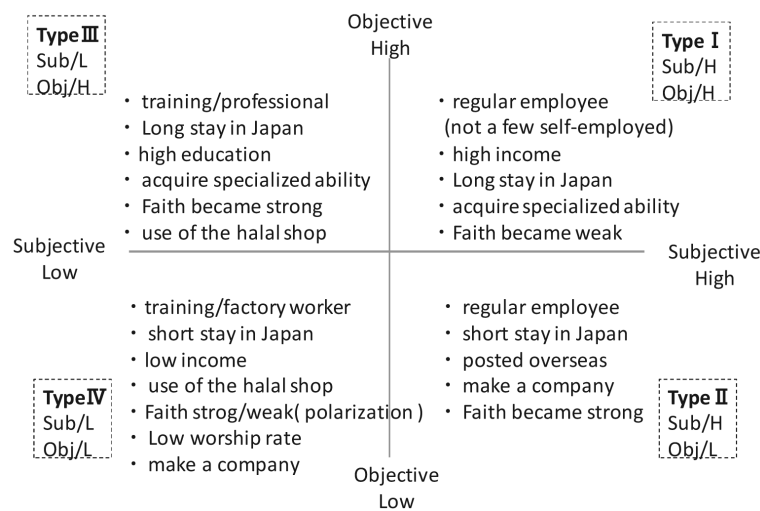 Objective
High
Type Ⅲ
Sub/L
Obj/H
Type Ⅰ
Sub/H
Obj/H
・ training/professional
・ Long stay in Japan
・high education
・ acquire specialized ability
・ Faith became strong
・ use of the halal shop
・ regular employee
(not a few self-employed)
・ high income
・ Long stay in Japan
・ acquire specialized ability
・ Faith became weak
Subjective
Low
Subjective
High
・ training/factory worker
・ short stay in Japan
・ low income
・ use of the halal shop
・ Faith strog/weak( polarization )
・ Low worship rate
・ make a company
・ regular employee
・ short stay in Japan
・ posted overseas
・ make a company
・ Faith became strong
Type Ⅳ
Sub/L
Obj/L
Type Ⅱ
Sub/H
Obj/L
Objective
Low